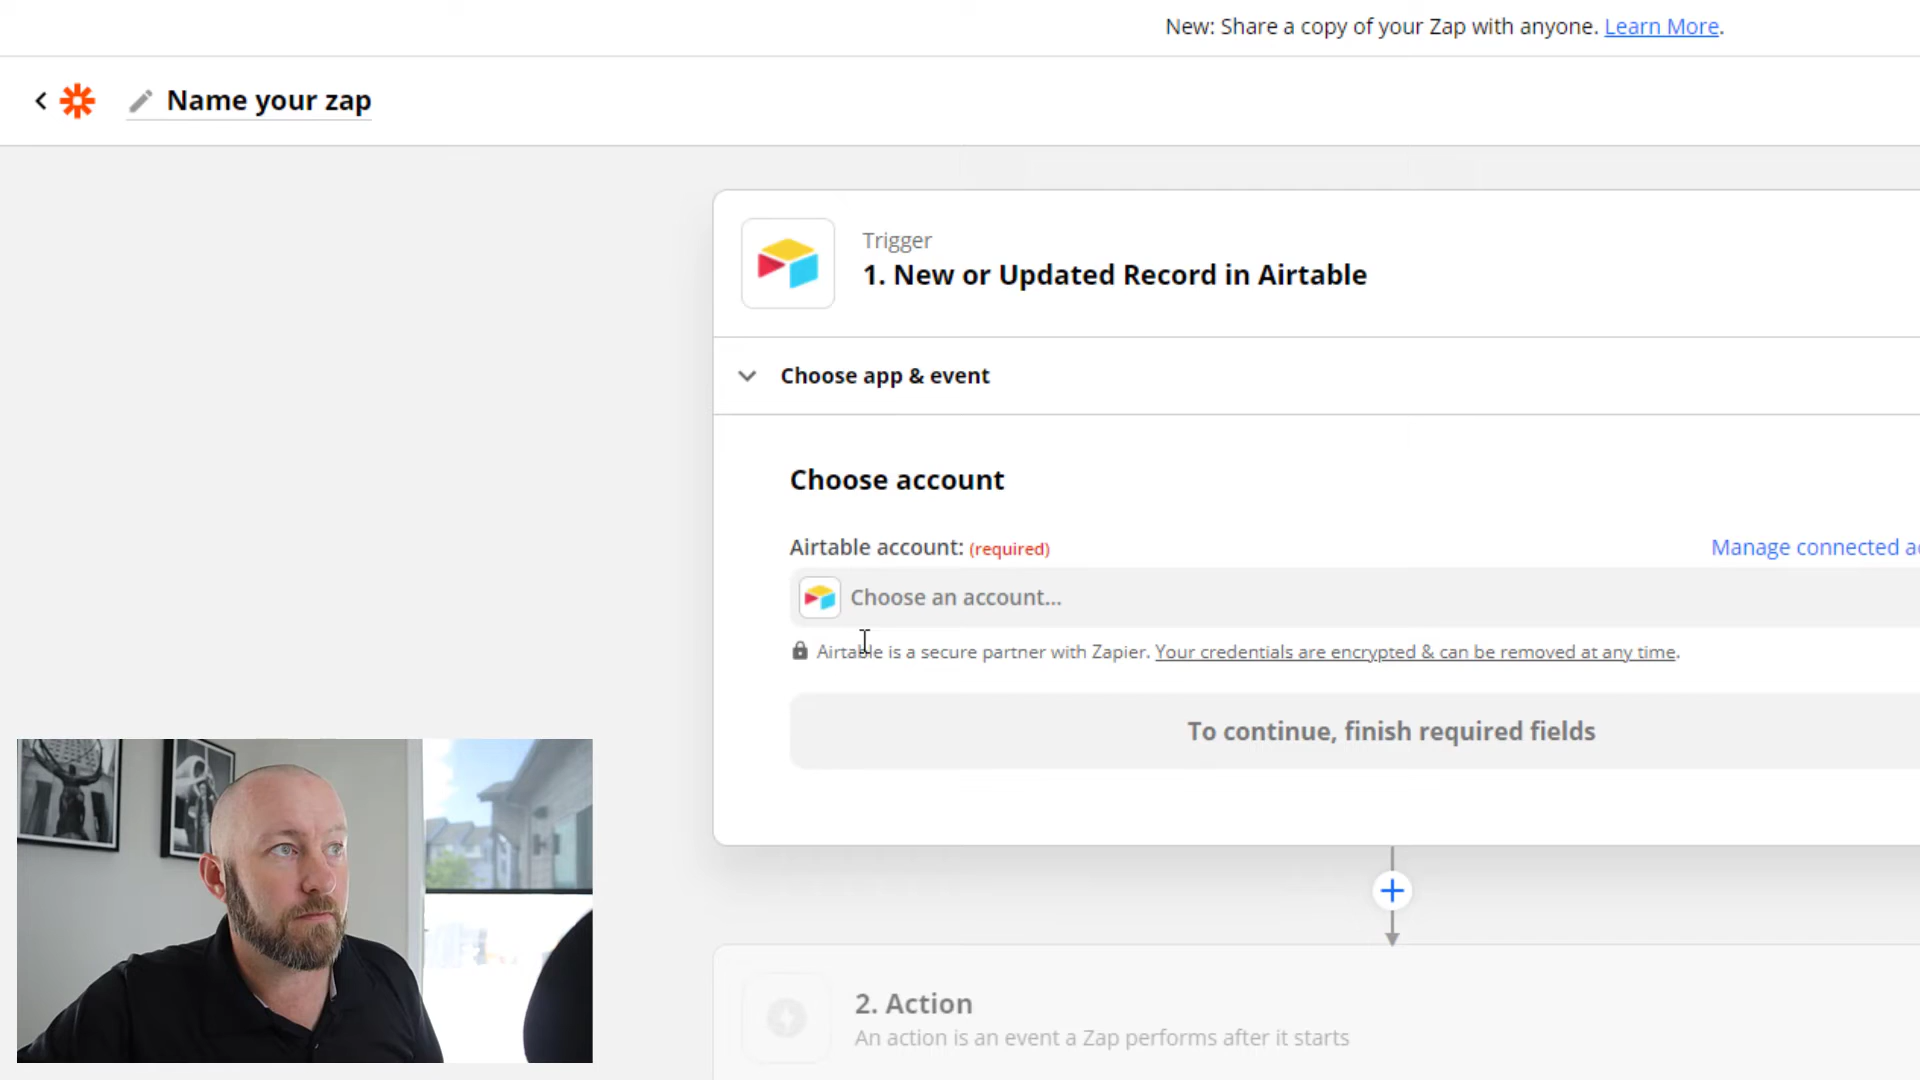 New: Share a copy of your Zap with anyone. Learn More.
Name your zap
Trigger
1. New or Updated Record in Airtable
Choose app & event
Choose account
Airtable account: (required)
Manage connected ac
Choose an account...
Airtable is a secure partner with Zapier. Your credentials are encrypted & can be removed at any time.
To continue, finish required fields
2. Action
An action is an event a Zap performs after it starts